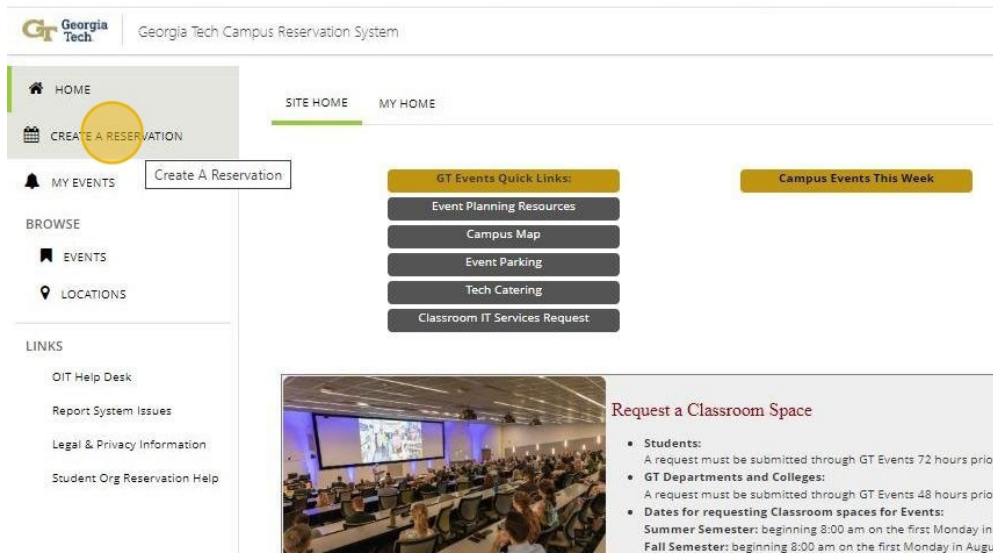 Georgia Tech
Georgia Tech Campus Reservation System
HOME
CREATE A RESERVATION
Create A Reservation
MY EVENTS
BROWSE
EVENTS
LOCATIONS
LINKS
OIT Help Desk
Report System Issues
Legal & Privacy Information
Student Org Reservation Help
SITE HOME
MY HOME
GT Events Quick Links:
Event Planning Resources
Campus Map
Event Parking
Tech Catering
Classroom IT Services Request
Campus Events This Week
Request a Classroom Space
Students:
A request must be submitted through GT Events 72 hours prio
GT Departments and Colleges:
A request must be submitted through GT Events 48 hours prio
Dates for requesting Classroom spaces for Events:
Summer Semester: beginning 8:00 am on the first Monday in
Fall Semester: beginning 8:00 am on the first Monday in Augu